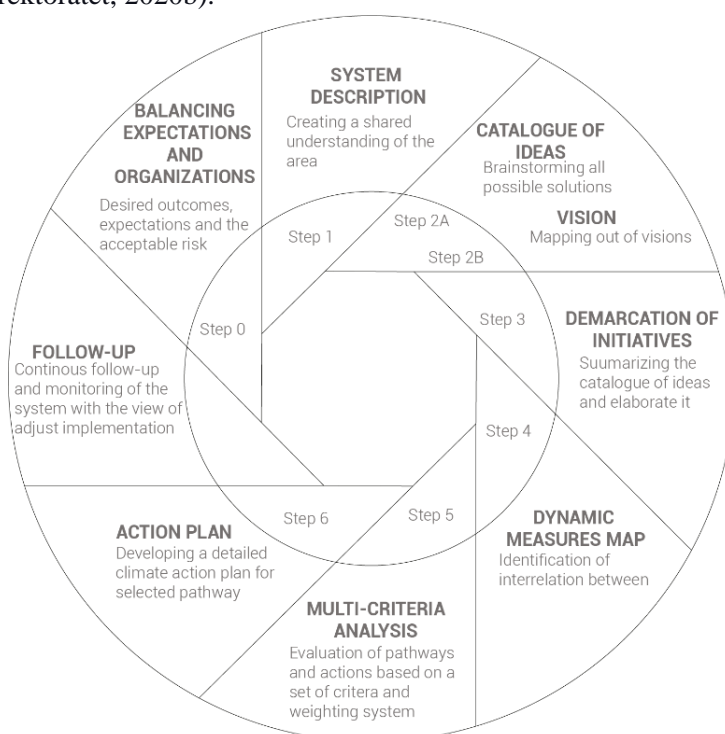 rektoratet, 2020b).
SYSTEM
DESCRIPTION
Creating a shared
understanding of the
area
BALANCING
EXPECTATIONS
AND
ORGANIZATIONS
Desired outcomes,
expectations and the
acceptable risk
CATALOGUE OF
IDEAS
Brainstorming all
possible solutions
VISION
Mapping out of visions
Step 1
Step 2A
Step 2B
Step 0
Step 3
DEMARCATION OF
INITIATIVES
Suumarizing the
catalogue of ideas
and elaborate it
FOLLOW-UP
Continous follow-up
and monitoring of the
system with the view of
adjust implementation
Step 4
Step 5
Step 6
ACTION PLAN
Developing a detailed
climate action plan for
selected pathway
DYNAMIC
MEASURES MAP
Identification of
interrelation between
MULTI-CRITERIA
ANALYSIS
Evaluation of pathways
and actions based on a
set of critera and
weighting system